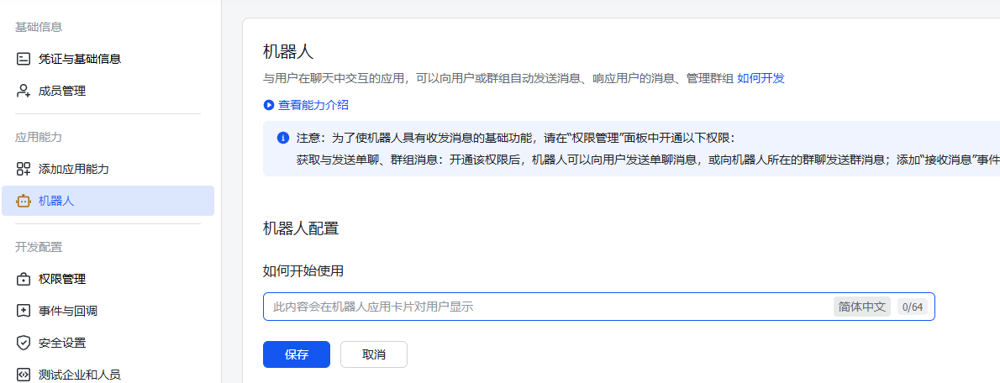 基础信息
凭证与基础信息
成员管理
应用能力
添加应用能力
机器人
开发配置
权限管理
事件与回调
安全设置
测试企业和人员
机器人
与用户在聊天中交互的应用，可以向用户或群组自动发送消息、响应用户的消息、管理群组 如何开发
查看能力介绍
注意：为了使机器人具有收发消息的基础功能，请在“权限管理”面板中开通以下权限：
获取与发送单聊、群组消息：开通该权限后，机器人可以向用户发送单聊消息，或向机器人所在的群聊发送群消息；添加“接收消息”事件
机器人配置
如何开始使用
此内容会在机器人应用卡片对用户显示 简体中文 0/64
保存 取消